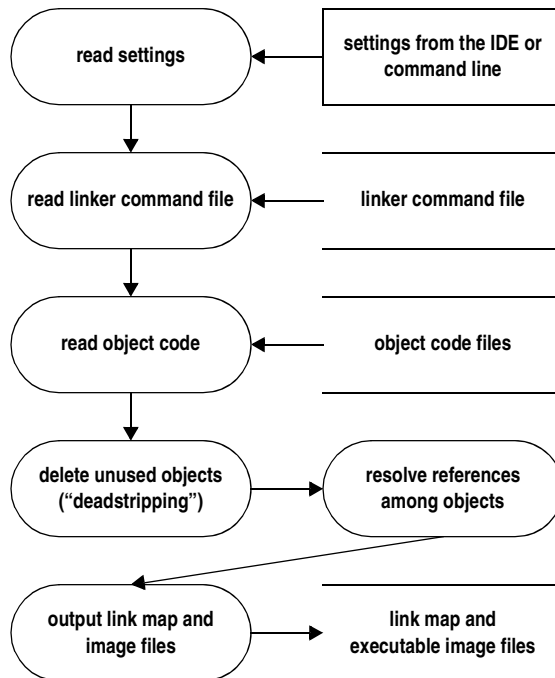 read settings
settings from the IDE or
command line
read linker command file
linker command file
read object code
object code files
delete unused objects
(“deadstripping”)
resolve references
among objects
output link map and
image files
link map and
executable image files